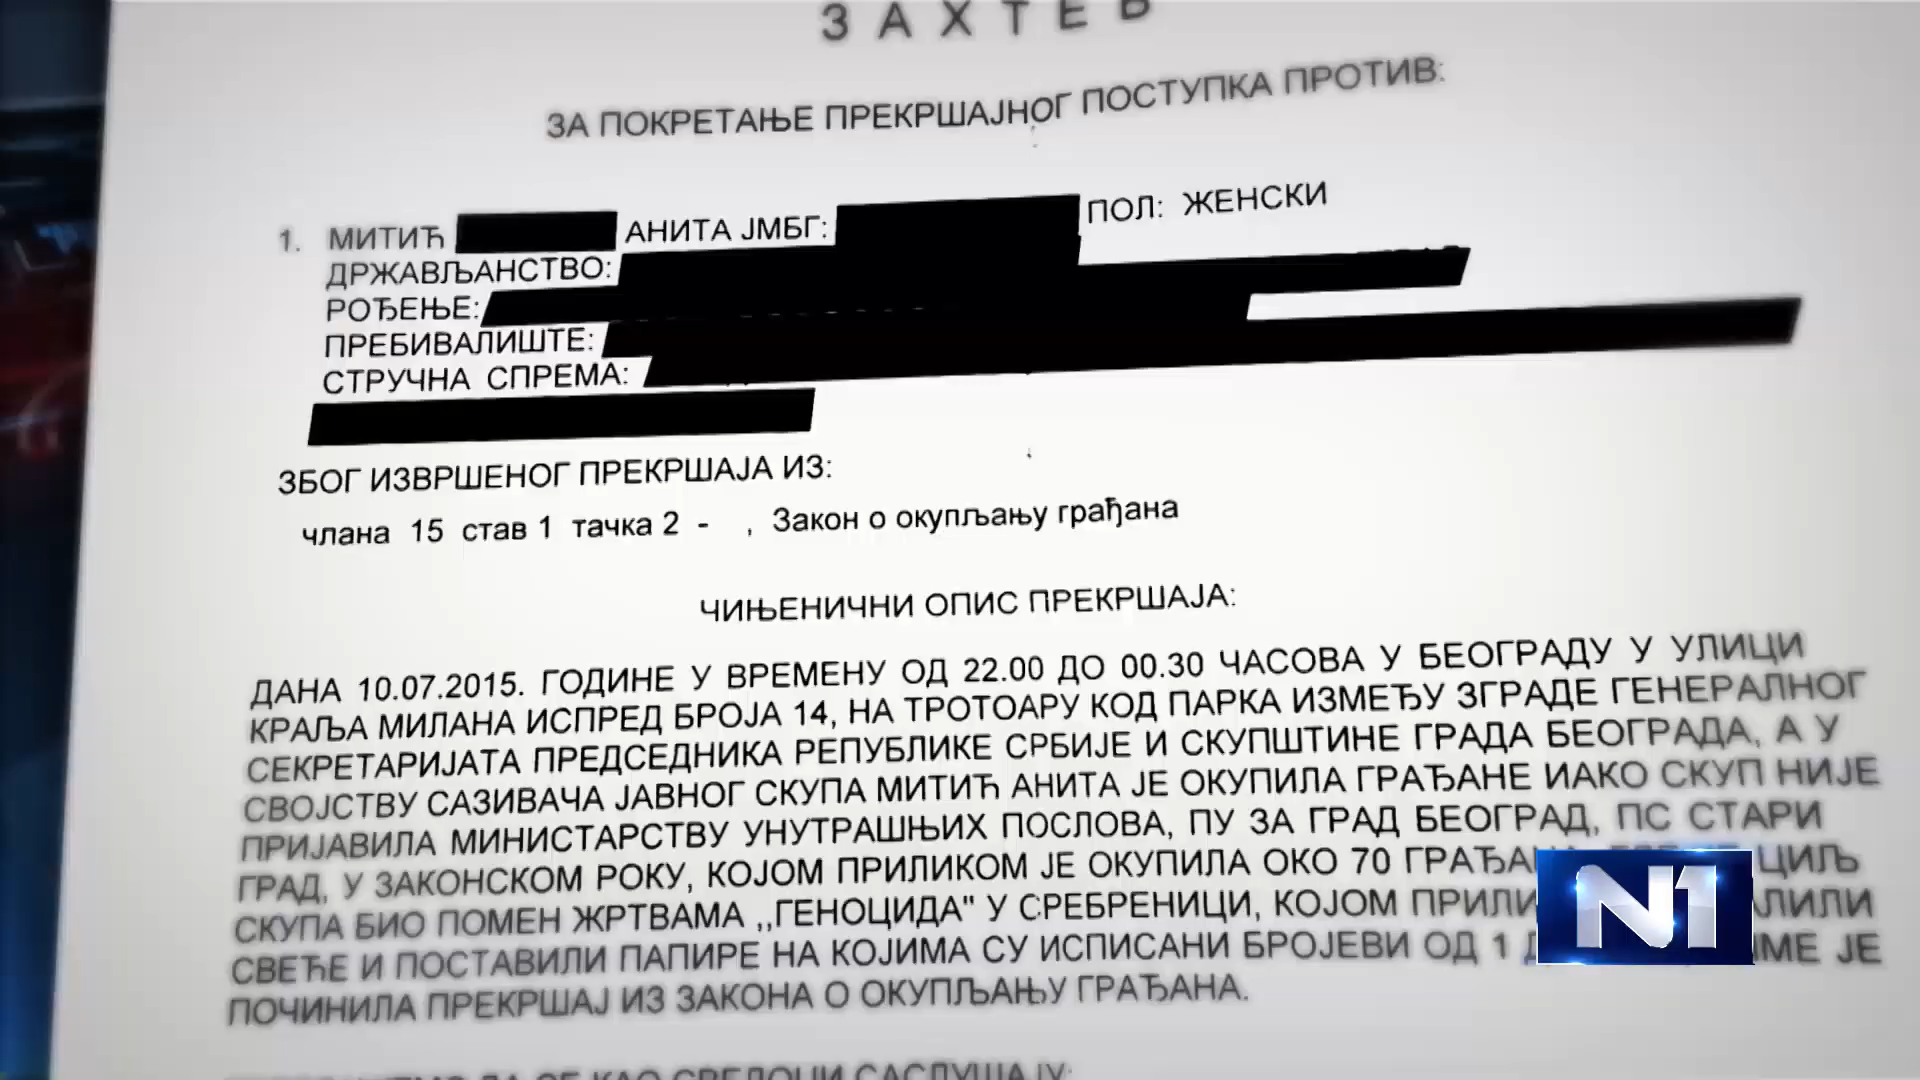 ЗАХТЕВ
ЗА ПОКРЕТАЊЕ ПРЕКРШАЈНОГ ПОСТУПКА ПРОТИВ:
1. МИТИЋ АНИТА ЈМБГ: ПОЛ: ЖЕНСКИ
ДРЖАВЉАНСТВО:
РОЂЕЊЕ:
ПРЕБИВАЛИШТЕ:
СТРУЧНА СПРЕМА:
ЗБОГ ИЗВРШЕНОГ ПРЕКРШАЈА ИЗ:
члана 15 став 1 тачка 2 - , Закон о окупљању грађана
ЧИЊЕНИЧНИ ОПИС ПРЕКРШАЈА:
ДАНА 10.07.2015. ГОДИНЕ У ВРЕМЕНУ ОД 22.00 ДО 00.30 ЧАСОВА У БЕОГРАДУ У УЛИЦИ
КРАЉА МИЛАНА ИСПРЕД БРОЈА 14, НА ТРОТОАРУ КОД ПАРКА ИЗМЕЂУ ЗГРАДЕ ГЕНЕРАЛНОГ
СЕКРЕТАРИЈАТА ПРЕДСЕДНИКА РЕПУБЛИКЕ СРБИЈЕ И СКУПШТИНЕ ГРАДА БЕОГРАДА, А У
СВОЈСТВУ САЗИВАЧА ЈАВНОГ СКУПА МИТИЋ АНИТА ЈЕ ОКУПИЛА ГРАЂАНЕ ИАКО СКУП НИЈЕ
ПРИЈАВИЛА МИНИСТАРСТВУ УНУТРАШЊИХ ПОСЛОВА, ПУ ЗА ГРАД БЕОГРАД, ПС СТАРИ
ГРАД, У ЗАКОНСКОМ РОКУ, КОЈОМ ПРИЛИКОМ ЈЕ ОКУПИЛА ОКО 70 ЦИЉ
СКУПА БИО ПОМЕН ЖРТВАМА ,,ГЕНОЦИДА" У СРЕБРЕНИЦИ, КОЈОМ
СВЕЋЕ И ПОСТАВИЛИ ПАПИРЕ НА КОЈИМА СУ ИСПИСАНИ БРОЈЕВИ ОД 1 ЈЕ
ПОЧИНИЛА ПРЕКРШАЈ ИЗ ЗАКОНА О ОКУПЉАЊУ ГРАЂАНА.
ДА СЕ КАО СВЕДОЦИ САСЛУШАЈУ:
N1